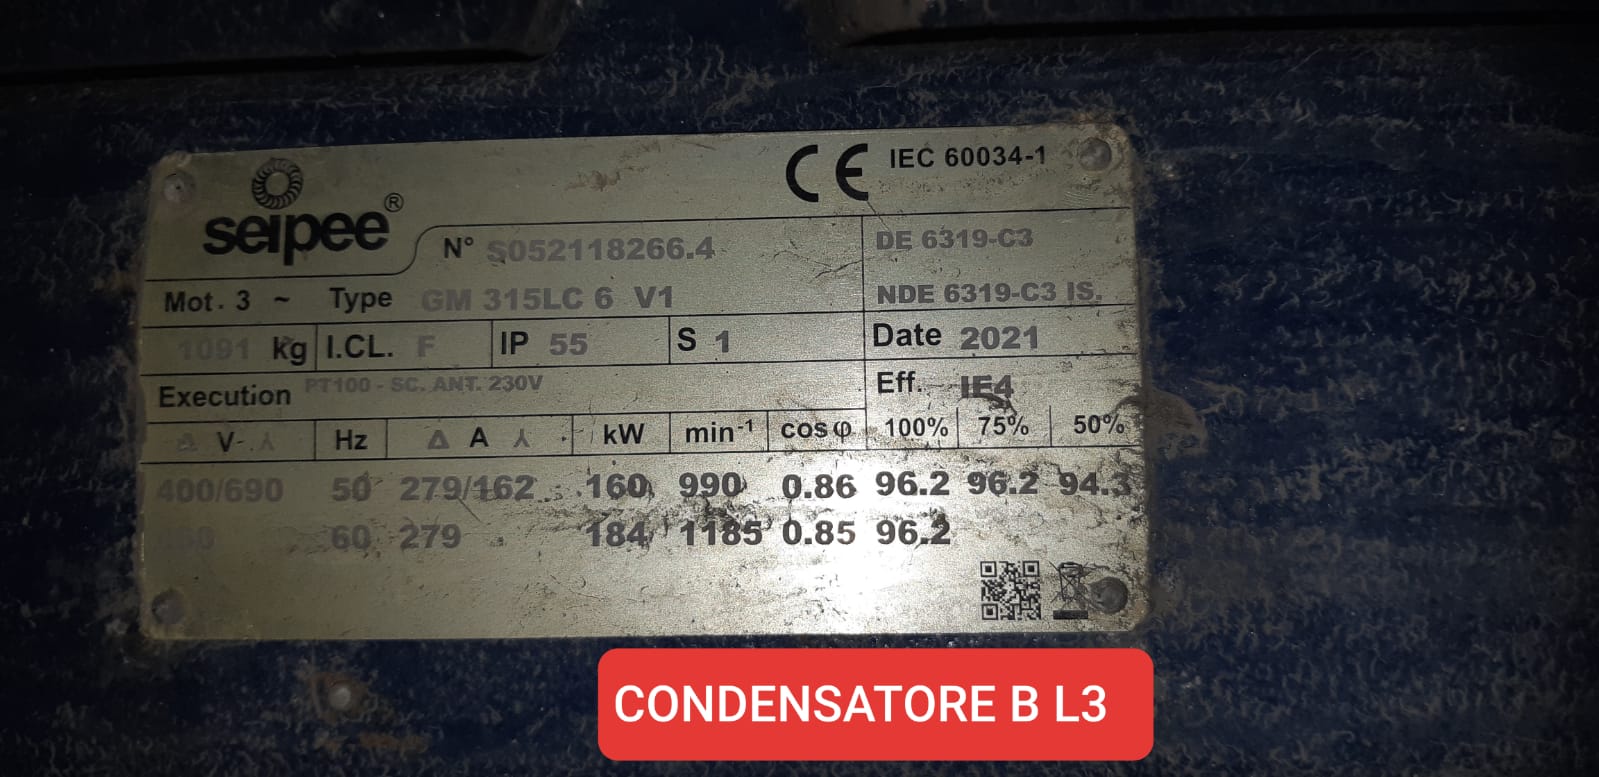 seipee®
CE IEC 60034-1
N° S052118266.4
DE 6319-C3
Mot. 3 ~ Type GM 315LC 6 V1
NDE 6319-C3 IS.
1091 kg I.CL. F IP 55 S 1 Date 2021
Execution PT100 - SC. ANT. 230V Eff. IE4
Δ V 人 Hz Δ A 人 kW min-1 cosφ 100% 75% 50%
400/690 50 279/162 160 990 0.86 96.2 96.2 94.3
60 279 184 1185 0.85 96.2
CONDENSATORE B L3